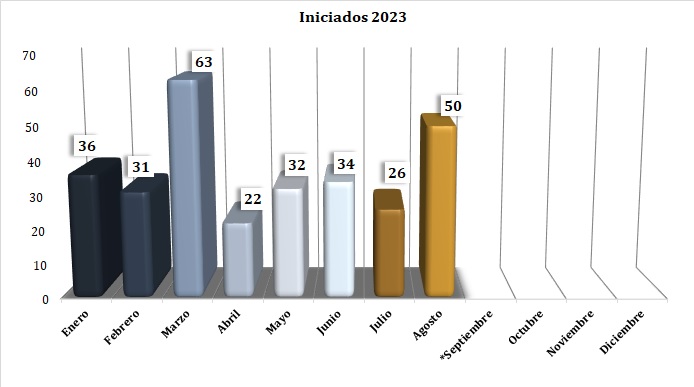 Iniciados 2023
70
60
50
40
30
20
10
0
36
31
63
22
32
34
26
50
Enero
Febrero
Marzo
Abril
Mayo
Junio
Julio
Agosto
*Septiembre
Octubre
Noviembre
Diciembre